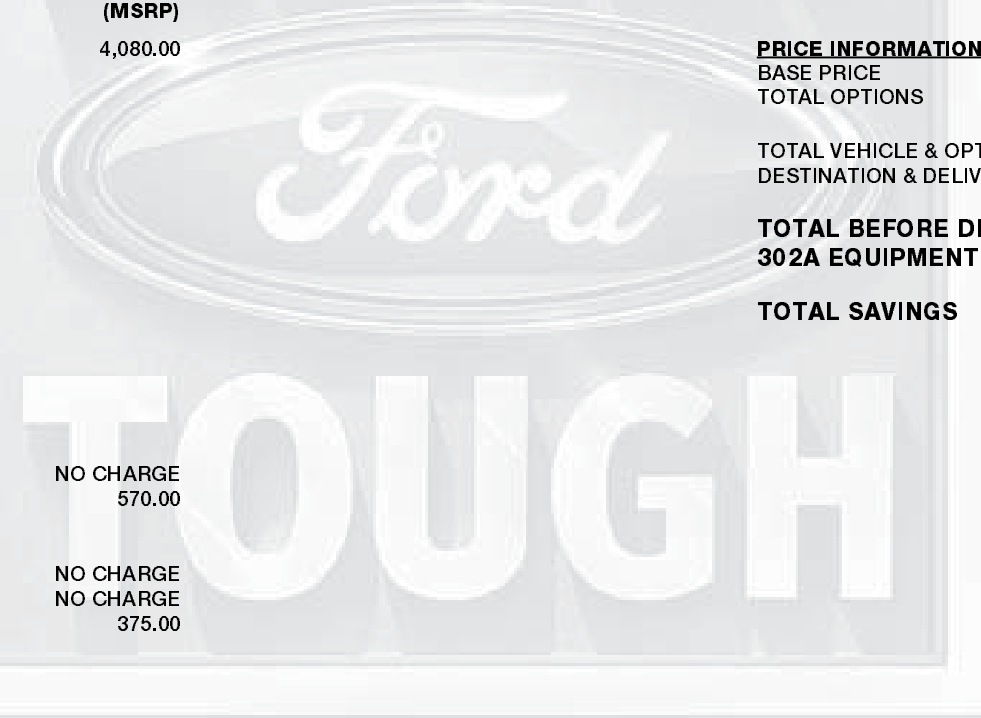 (MSRP)
4,080.00
NO CHARGE
570.00
NO CHARGE
NO CHARGE
375.00
PRICE INFORMATION
BASE PRICE
TOTAL OPTIONS
TOTAL VEHICLE & OPT
DESTINATION & DELIV
TOTAL BEFORE DI
302A EQUIPMENT
TOTAL SAVINGS
Ford
TOUGH